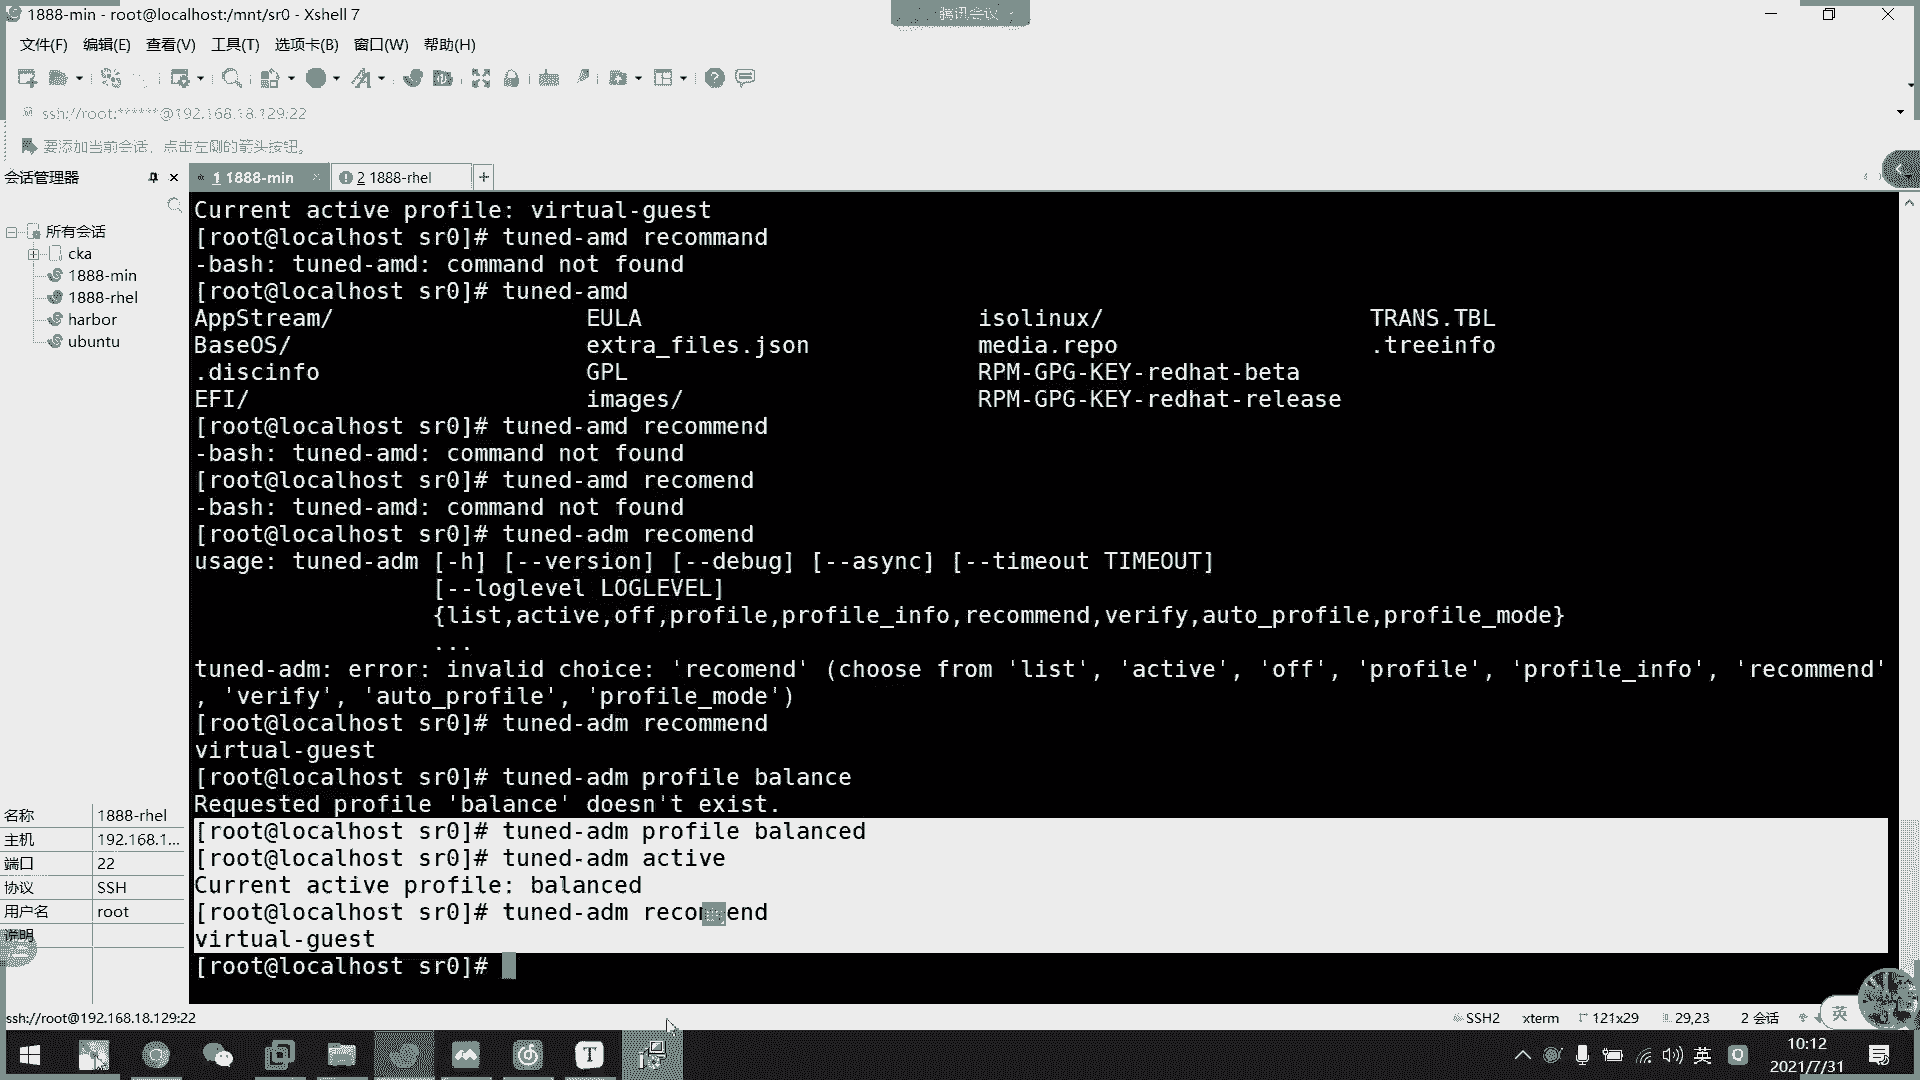 1888-min - root@localhost:/mnt/sr0 - Xshell 7
腾讯会议
文件(F) 编辑(E) 查看(V) 工具(T) 选项卡(B) 窗口(W) 帮助(H)
ssh://root:******@192.168.18.129:22
要添加当前会话，点击左侧的箭头按钮。
会话管理器
1 1888-min
2 1888-rhel
所有会话
cka
1888-min
1888-rhel
harbor
ubuntu
名称 1888-rhel
主机 192.168.1...
端口 22
协议 SSH
用户名 root
说明
Current active profile: virtual-guest
[root@localhost sr0]# tuned-amd recommand
-bash: tuned-amd: command not found
[root@localhost sr0]# tuned-amd
AppStream/ EULA isolinux/ TRANS.TBL
BaseOS/ extra_files.json media.repo .treeinfo
.discinfo GPL RPM-GPG-KEY-redhat-beta
EFI/ images/ RPM-GPG-KEY-redhat-release
[root@localhost sr0]# tuned-amd recommend
-bash: tuned-amd: command not found
[root@localhost sr0]# tuned-amd recomend
-bash: tuned-amd: command not found
[root@localhost sr0]# tuned-adm recomend
usage: tuned-adm [-h] [--version] [--debug] [--async] [--timeout TIMEOUT]
[--loglevel LOGLEVEL]
{list,active,off,profile,profile_info,recommend,verify,auto_profile,profile_mode}
...
tuned-adm: error: invalid choice: 'recomend' (choose from 'list', 'active', 'off', 'profile', 'profile_info', 'recommend'
, 'verify', 'auto_profile', 'profile_mode')
[root@localhost sr0]# tuned-adm recommend
virtual-guest
[root@localhost sr0]# tuned-adm profile balance
Requested profile 'balance' doesn't exist.
[root@localhost sr0]# tuned-adm profile balanced
[root@localhost sr0]# tuned-adm active
Current active profile: balanced
[root@localhost sr0]# tuned-adm recommend
virtual-guest
[root@localhost sr0]#
ssh://root@192.168.18.129:22
SSH2 xterm 121x29 29,23 2 会话
英
英
10:12
2021/7/31